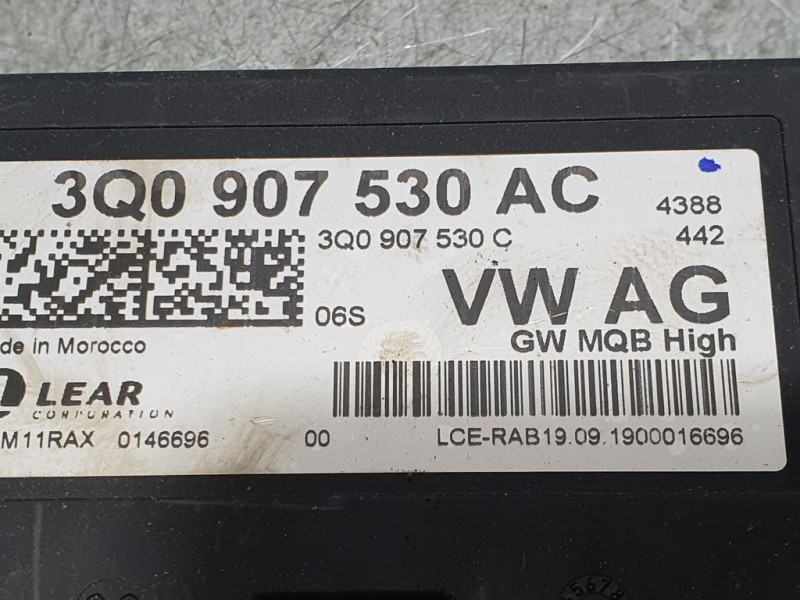 3Q0 907 530 AC 4388
3Q0 907 530 C 442
06S VW AG
GW MQB High
de in Morocco
LEAR
CORPORATION
M11RAX 0146696 00 LCE-RAB19.09.1900016696
5678